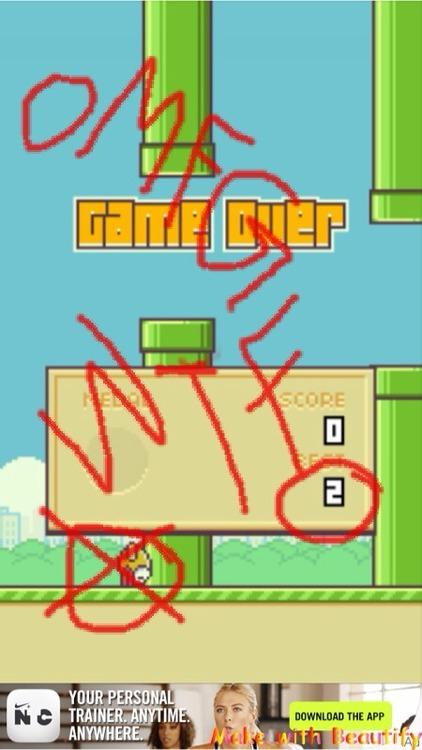 OMFG
Game Over
WTF
MEDAL SCORE
0
BEST
2
NC
YOUR PERSONAL
TRAINER. ANYTIME.
ANYWHERE.
DOWNLOAD THE APP
Make with Beautify